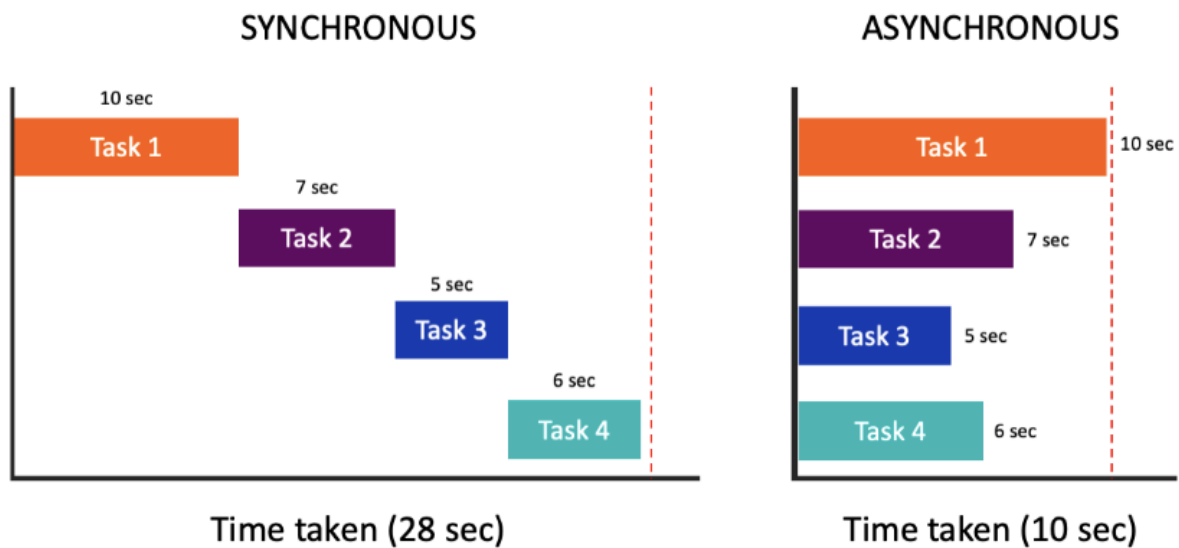 SYNCHRONOUS
10 sec
Task 1
7 sec
Task 2
5 sec
Task 3
6 sec
Task 4
Time taken (28 sec)
ASYNCHRONOUS
Task 1
10 sec
Task 2
7 sec
Task 3
5 sec
Task 4
6 sec
Time taken (10 sec)